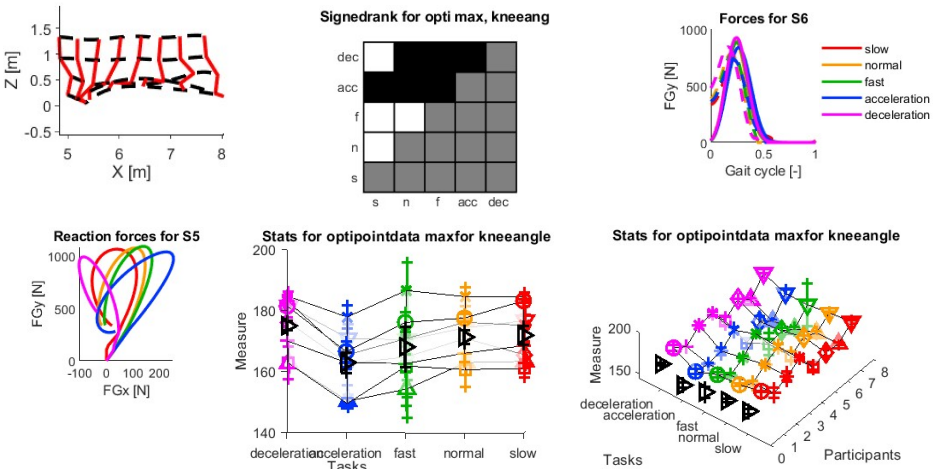 1.5
1
0.5
0
-0.5
Z [m]
5 6 7 8
X [m]
Signedrank for opti max, kneeang
dec
acc
f
n
s
s n f acc dec
Forces for S6
1000
500
0
FGy [N]
0 0.5 1
Gait cycle [-]
slow
normal
fast
acceleration
deceleration
Reaction forces for S5
1000
500
0
FGy [N]
-100 0 100 200
FGx [N]
Stats for optipointdata maxfor kneeangle
200
180
160
140
Measure
deceleration acceleration fast normal slow
Tasks
Stats for optipointdata maxfor kneeangle
200
150
Measure
deceleration
acceleration
fast
normal
slow
Tasks
0 1 2 3 4 5 6 7 8
Participants